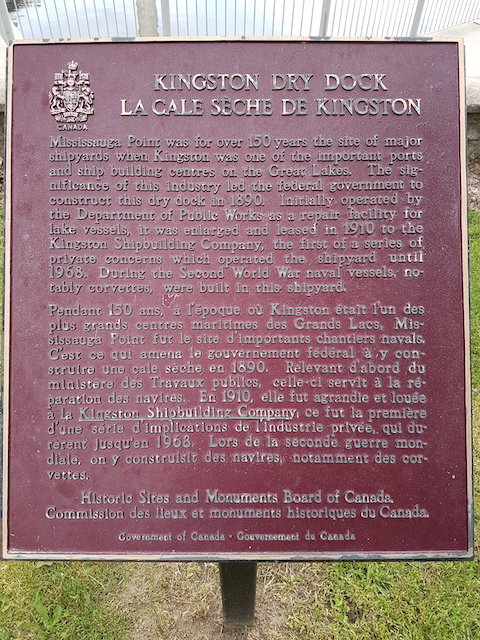 CANADA
KINGSTON DRY DOCK
LA CALE SÈCHE DE KINGSTON
Mississauga Point was for over 150 years the site of major
shipyards when Kingston was one of the important ports
and ship building centres on the Great Lakes. The sig-
nificance of this industry led the federal government to
construct this dry dock in 1890. Initially operated by
the Department of Public Works as a repair facility for
lake vessels, it was enlarged and leased in 1910 to the
Kingston Shipbuilding Company, the first of a series of
private concerns which operated the shipyard until
1968. During the Second World War naval vessels, no-
tably corvettes, were built in this shipyard.
Pendant 150 ans, à l'époque où Kingston était l'un des
plus grands centres maritimes des Grands Lacs, Mis-
sissauga Point fut le site d'importants chantiers navals.
C'est ce qui amena le gouvernement fédéral à y con-
struire une cale sèche en 1890. Relevant d'abord du
ministère des Travaux publics, celle-ci servit à la ré-
paration des navires. En 1910, elle fut agrandie et louée
à la Kingston Shipbuilding Company; ce fut la première
d'une série d'implications de l'industrie privée, qui du-
rèrent jusqu'en 1968. Lors de la seconde guerre mon-
diale, on y construisit des navires, notamment des cor-
vettes.
Historic Sites and Monuments Board of Canada.
Commission des lieux et monuments historiques du Canada.
Government of Canada · Gouvernement du Canada